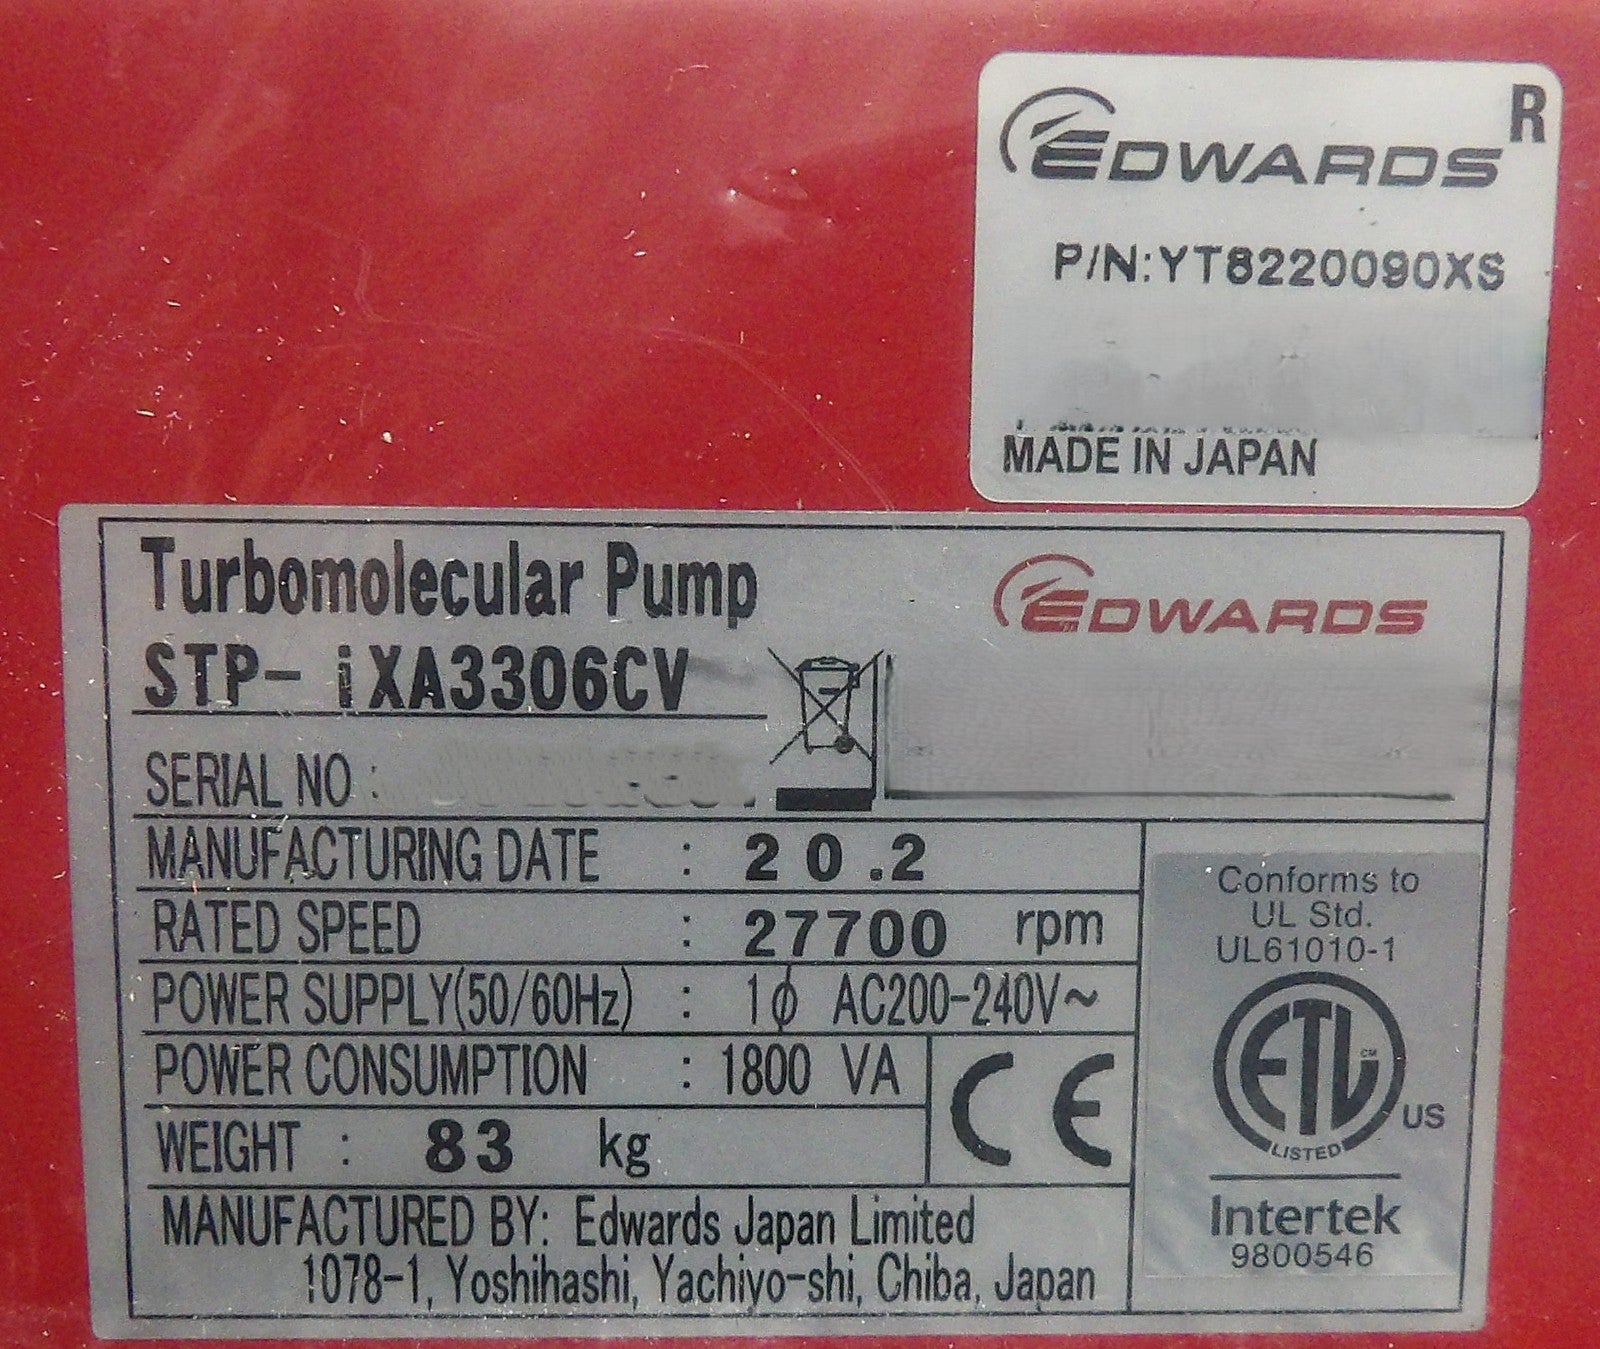 EDWARDS R
P/N:YT8220090XS
MADE IN JAPAN
Turbomolecular Pump
EDWARDS
STP- iXA3306CV
SERIAL NO :
MANUFACTURING DATE : 20.2
RATED SPEED : 27700 rpm
POWER SUPPLY(50/60Hz) : 1ϕ AC200-240V~
POWER CONSUMPTION : 1800 VA
WEIGHT : 83 kg
CE
MANUFACTURED BY: Edwards Japan Limited
1078-1, Yoshihashi, Yachiyo-shi, Chiba, Japan
Conforms to
UL Std.
UL61010-1
ETL CM
LISTED
US
Intertek
9800546